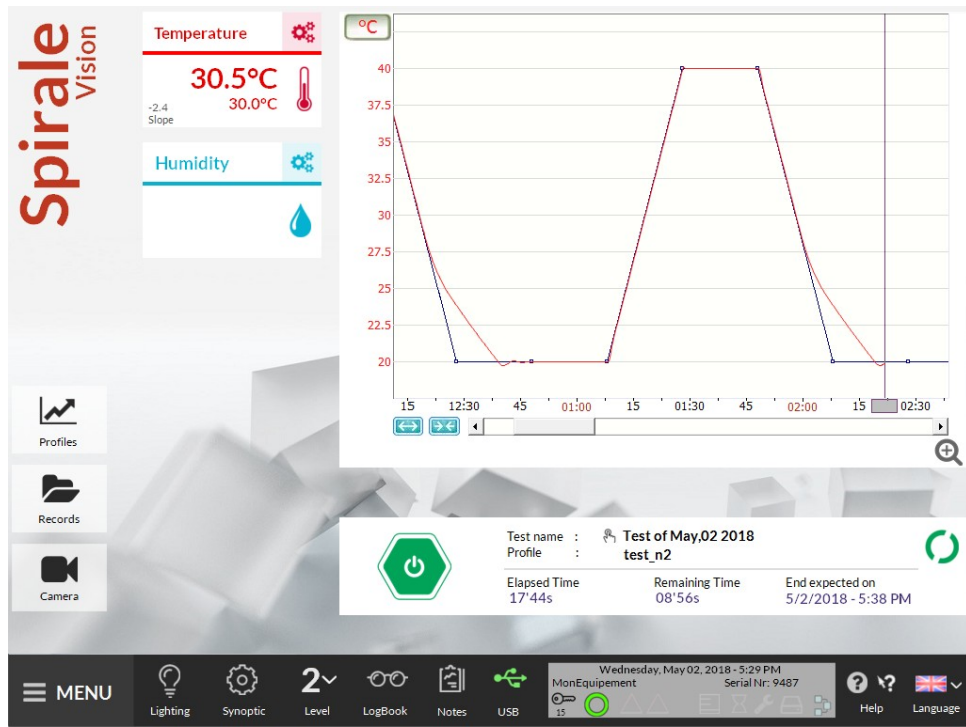 Spirale
Vision
Temperature
30.5°C
30.0°C
-2.4
Slope
Humidity
°C
40
37.5
35
32.5
30
27.5
25
22.5
20
15 12:30 45 01:00 15 01:30 45 02:00 15 02:30
Profiles
Records
Camera
Test name : Test of May,02 2018
Profile : test_n2
Elapsed Time Remaining Time End expected on
17'44s 08'56s 5/2/2018 - 5:38 PM
MENU
Lighting
Synoptic
2
Level
LogBook
Notes
USB
Wednesday, May 02, 2018 - 5:29 PM
MonEquipement Serial Nr: 9487
15
Help
Language